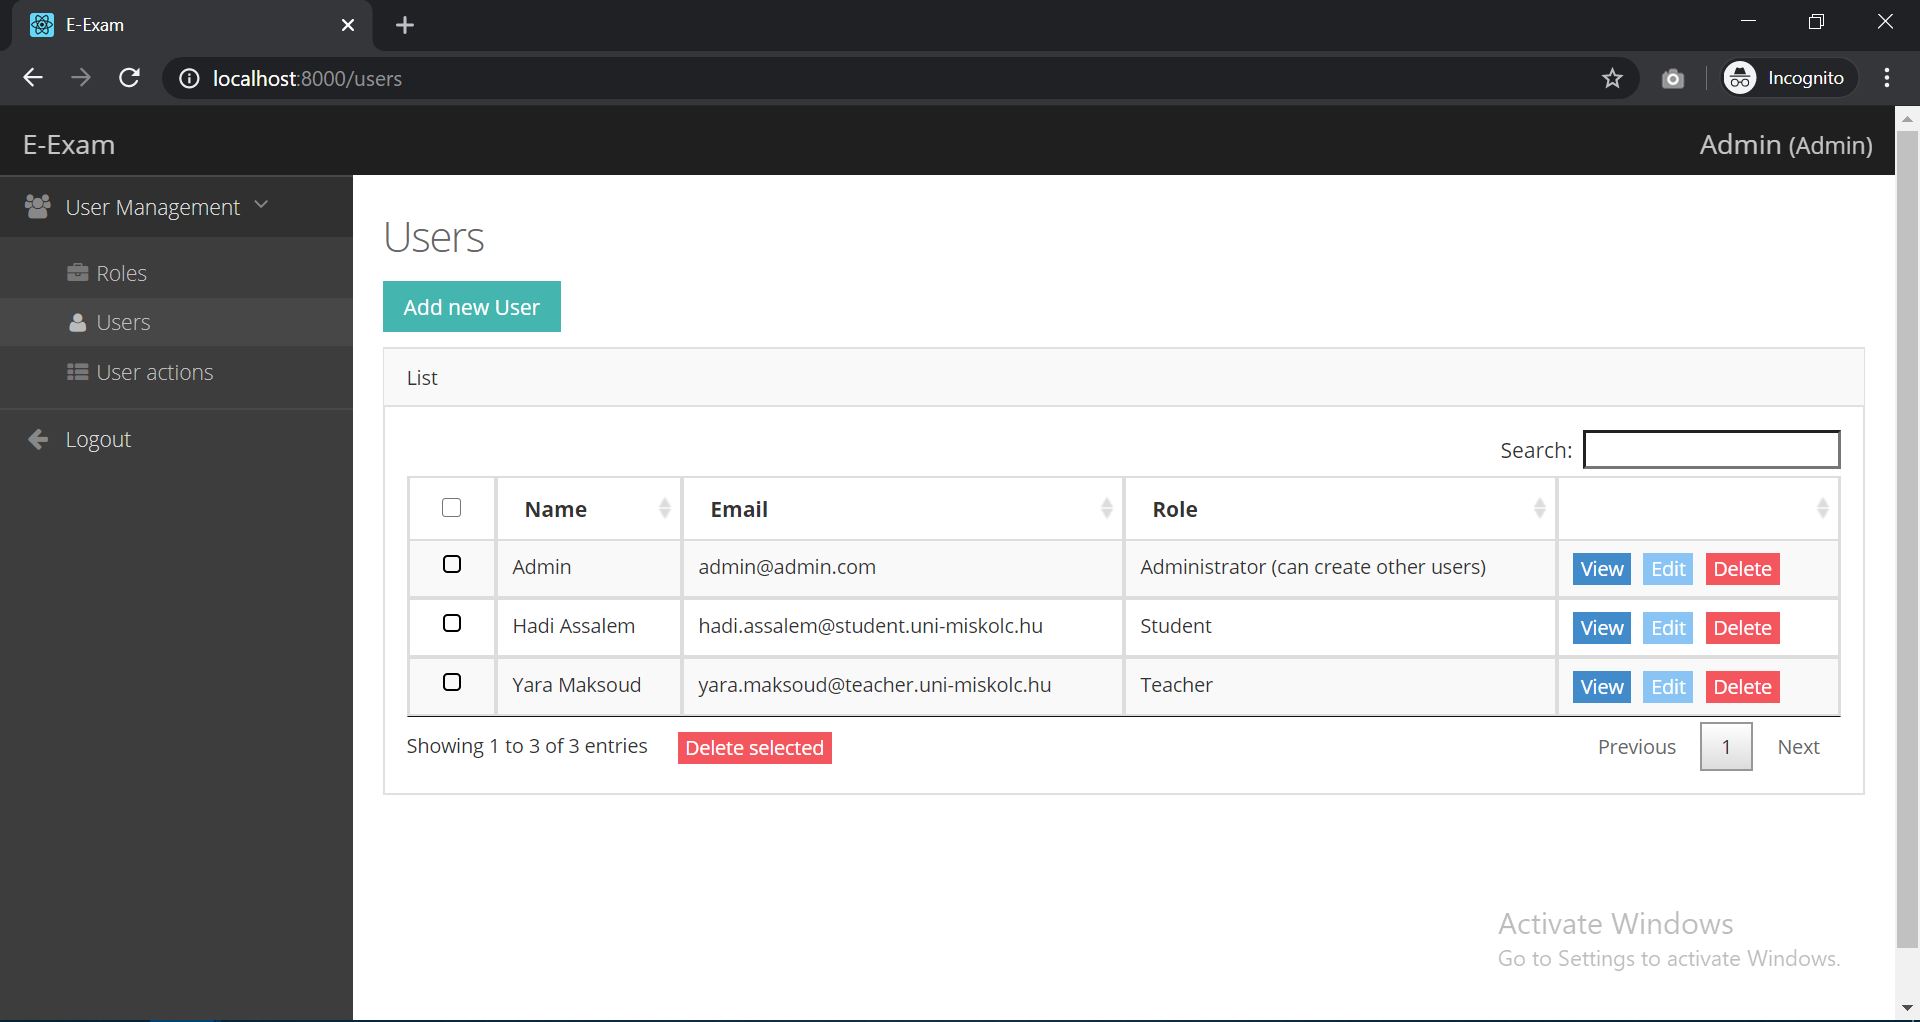 E-Exam
localhost:8000/users
Incognito
E-Exam
Admin (Admin)
User Management
Roles
Users
User actions
Logout
Users
Add new User
List
Search:
Name Email Role
Admin admin@admin.com Administrator (can create other users) View Edit Delete
Hadi Assalem hadi.assalem@student.uni-miskolc.hu Student View Edit Delete
Yara Maksoud yara.maksoud@teacher.uni-miskolc.hu Teacher View Edit Delete
Showing 1 to 3 of 3 entries Delete selected Previous 1 Next
Activate Windows
Go to Settings to activate Windows.